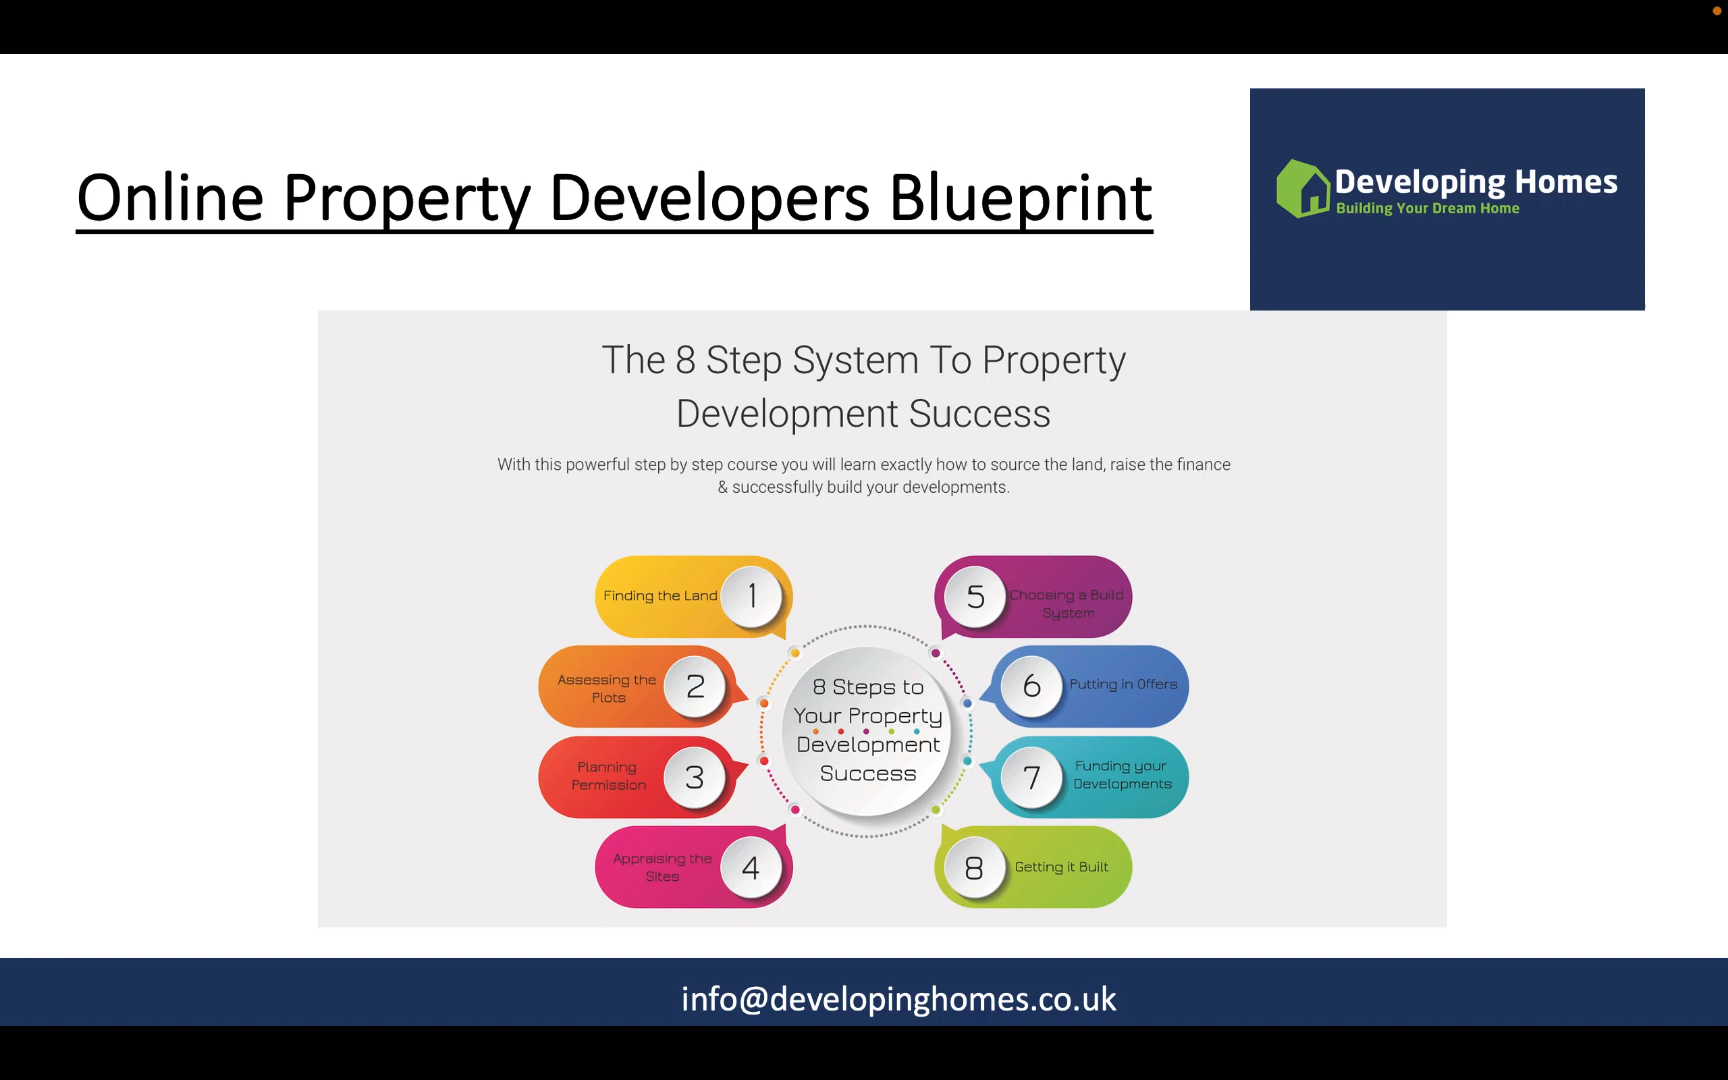 Online Property Developers Blueprint
Developing Homes
Building Your Dream Home
The 8 Step System To Property
Development Success
With this powerful step by step course you will learn exactly how to source the land, raise the finance
& successfully build your developments.
Finding the Land
1
Assessing the
Plots
2
Planning
Permission
3
Appraising the
Sites
4
8 Steps to
Your Property
Development
Success
5
Choosing a Build
System
6
Putting in Offers
7
Funding your
Developments
8
Getting it Built
info@developinghomes.co.uk